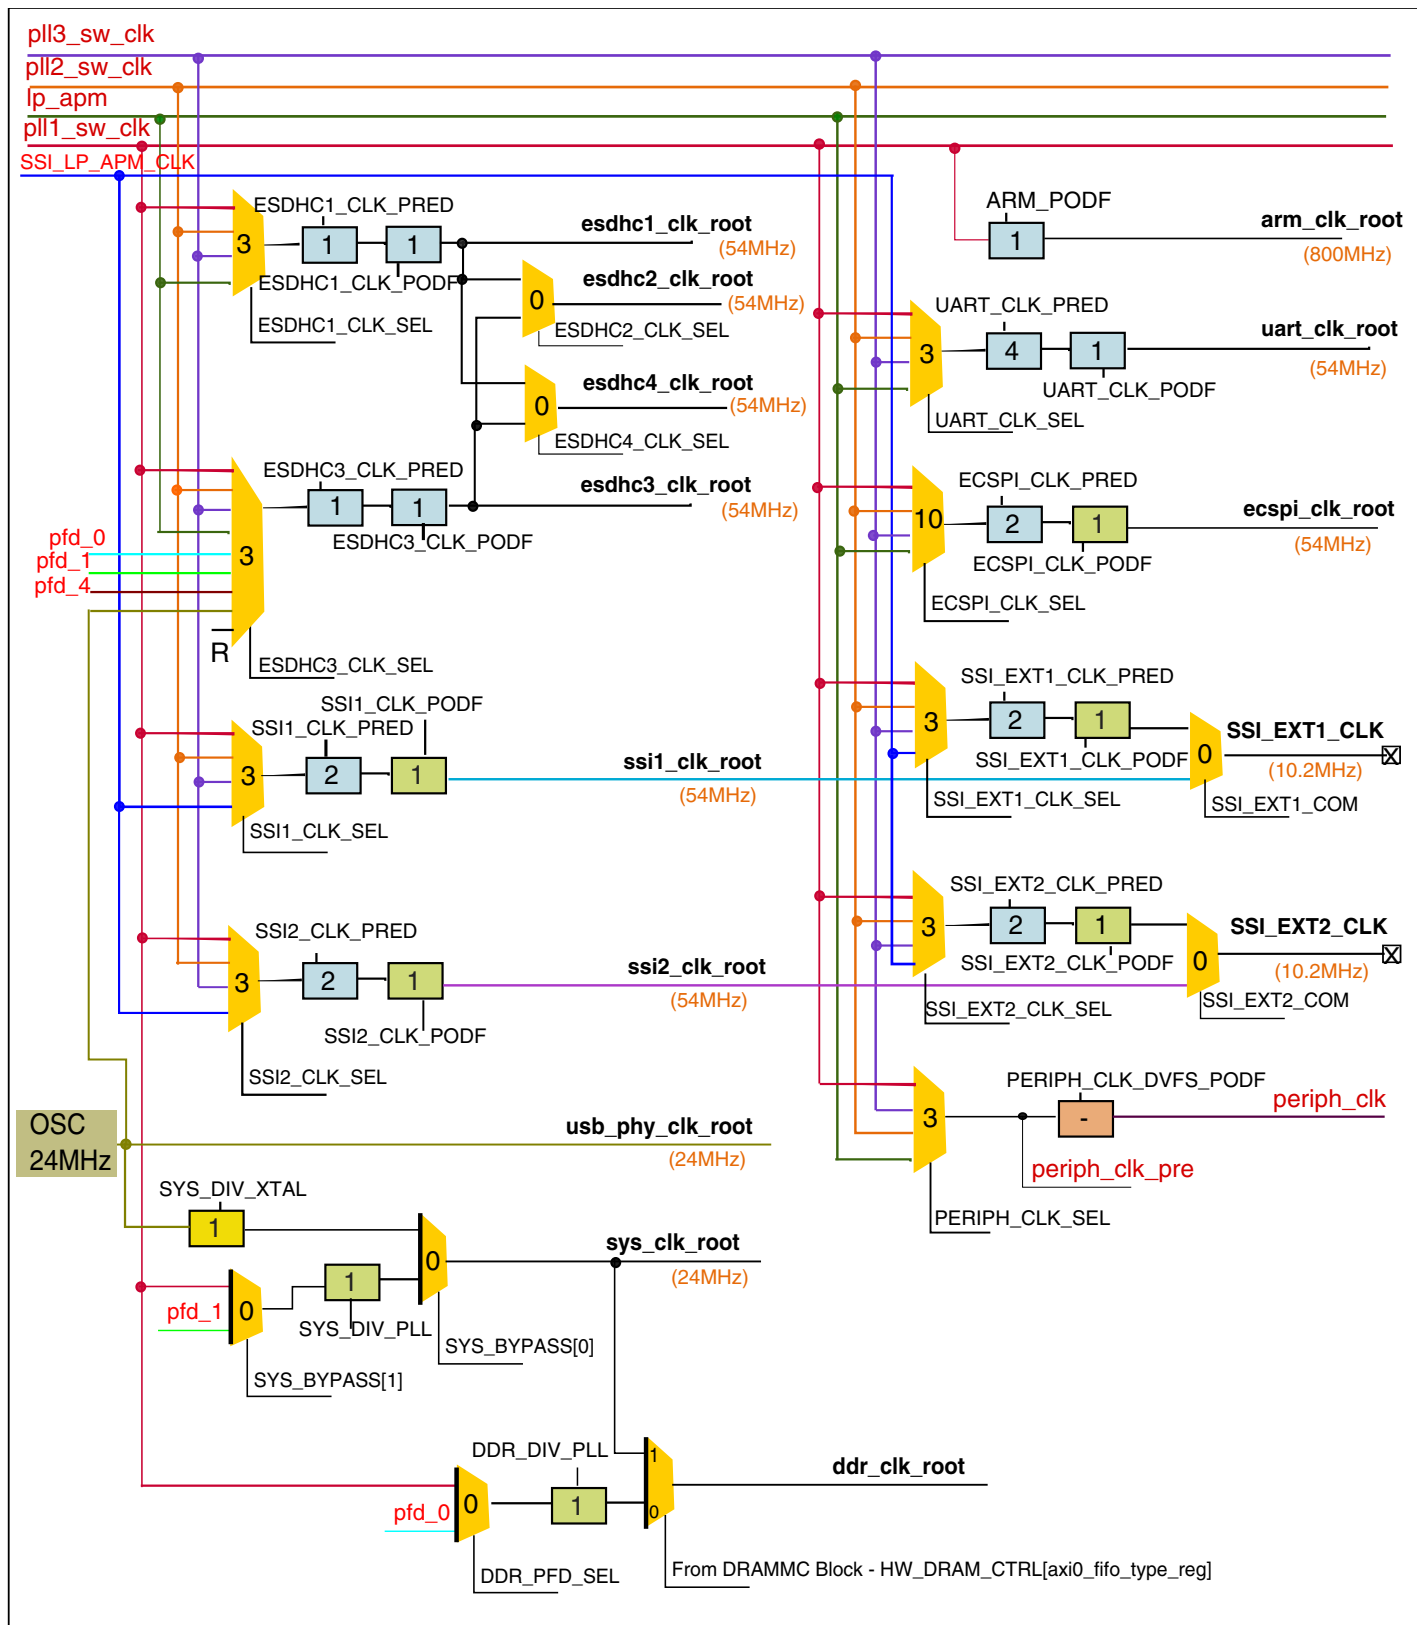 pll3_sw_clk
pll2_sw_clk
lp_apm
pll1_sw_clk
SSI_LP_APM_CLK
ESDHC1_CLK_PRED
3
1
1
esdhc1_clk_root
(54MHz)
ESDHC1_CLK_PODF
ESDHC1_CLK_SEL
0
esdhc2_clk_root
(54MHz)
ESDHC2_CLK_SEL
0
esdhc4_clk_root
(54MHz)
ESDHC4_CLK_SEL
ESDHC3_CLK_PRED
1
1
esdhc3_clk_root
(54MHz)
ESDHC3_CLK_PODF
pfd_0
pfd_1
pfd_4
3
R
ESDHC3_CLK_SEL
SSI1_CLK_PODF
SSI1_CLK_PRED
3
2
1
ssi1_clk_root
(54MHz)
SSI1_CLK_SEL
SSI2_CLK_PRED
3
2
1
ssi2_clk_root
(54MHz)
SSI2_CLK_PODF
SSI2_CLK_SEL
OSC
24MHz
usb_phy_clk_root
(24MHz)
SYS_DIV_XTAL
1
0
sys_clk_root
(24MHz)
pfd_1
0
1
SYS_DIV_PLL
SYS_BYPASS[0]
SYS_BYPASS[1]
DDR_DIV_PLL
pfd_0
0
1
1
0
ddr_clk_root
DDR_PFD_SEL
From DRAMMC Block - HW_DRAM_CTRL[axi0_fifo_type_reg]
ARM_PODF
1
arm_clk_root
(800MHz)
UART_CLK_PRED
3
4
1
uart_clk_root
(54MHz)
UART_CLK_PODF
UART_CLK_SEL
ECSPI_CLK_PRED
10
2
1
ecspi_clk_root
(54MHz)
ECSPI_CLK_PODF
ECSPI_CLK_SEL
SSI_EXT1_CLK_PRED
3
2
1
SSI_EXT1_CLK_PODF
0
SSI_EXT1_CLK
(10.2MHz)
SSI_EXT1_CLK_SEL
SSI_EXT1_COM
SSI_EXT2_CLK_PRED
3
2
1
SSI_EXT2_CLK_PODF
0
SSI_EXT2_CLK
(10.2MHz)
SSI_EXT2_CLK_SEL
SSI_EXT2_COM
PERIPH_CLK_DVFS_PODF
3
-
periph_clk
periph_clk_pre
PERIPH_CLK_SEL